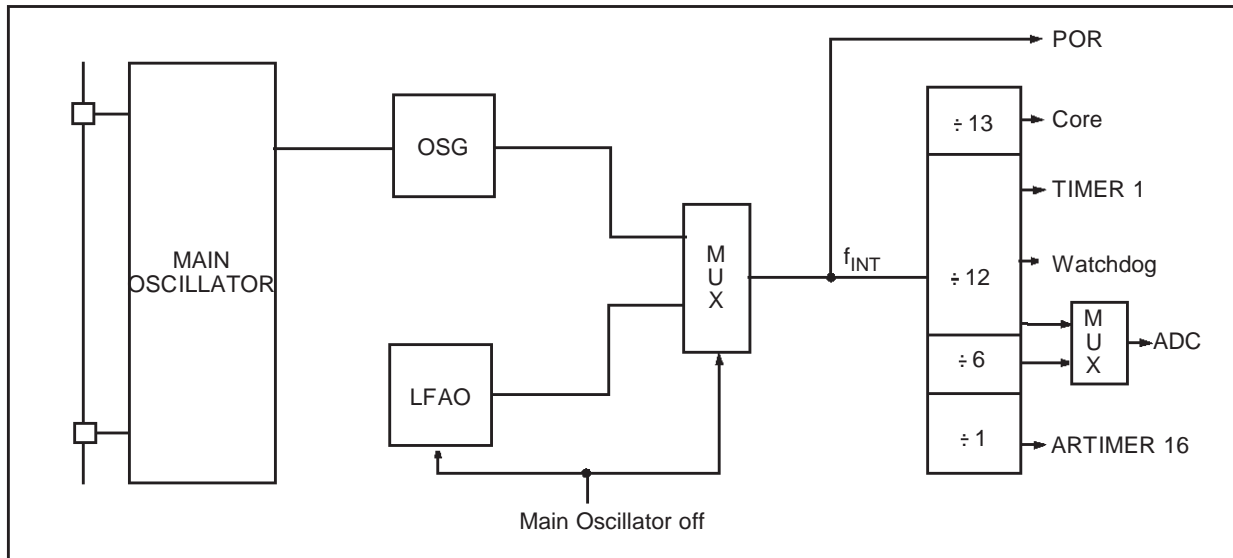 POR
÷ 13
Core
OSG
TIMER 1
MAIN
OSCILLATOR
M
U
X
fINT
÷ 12
Watchdog
M
U
X
ADC
÷ 6
LFAO
÷ 1
ARTIMER 16
Main Oscillator off